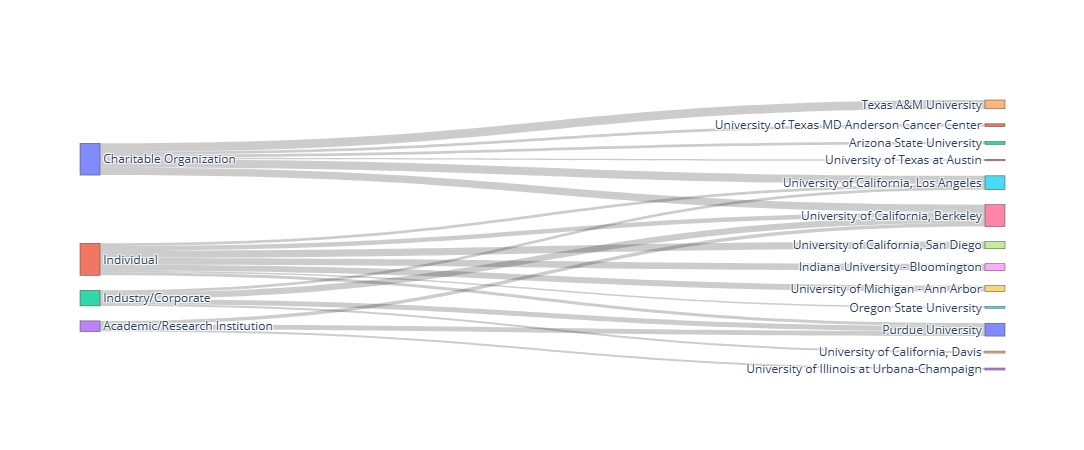 Texas A&M University
University of Texas MD Anderson Cancer Center
Arizona State University
Charitable Organization
University of Texas at Austin
University of California, Los Angeles
University of California, Berkeley
University of California, San Diego
Individual
Indiana University - Bloomington
University of Michigan - Ann Arbor
Industry/Corporate
Oregon State University
Academic/Research Institution
Purdue University
University of California, Davis
University of Illinois at Urbana-Champaign